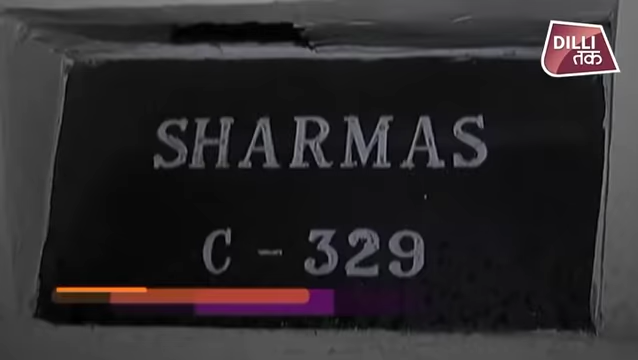 DILLI
तक
SHARMAS
C - 329